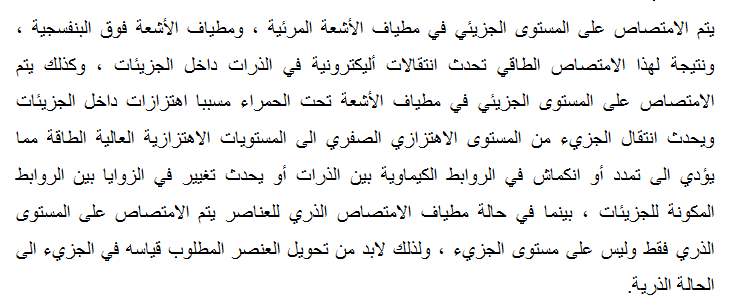 يتم الامتصاص على المستوى الجزيئي في مطياف الأشعة المرئية ، ومطياف الأشعة فوق البنفسجية ،
ونتيجة لهذا الامتصاص الطاقي تحدث انتقالات أليكترونية في الذرات داخل الجزيئات ، وكذلك يتم
الامتصاص على المستوى الجزيئي في مطياف الأشعة تحت الحمراء مسببا اهتزازات داخل الجزيئات
ويحدث انتقال الجزيء من المستوى الاهتزازي الصفري الى المستويات الاهتزازية العالية الطاقة مما
يؤدي الى تمدد أو انكماش في الروابط الكيماوية بين الذرات أو يحدث تغيير في الزوايا بين الروابط
المكونة للجزيئات ، بينما في حالة مطياف الامتصاص الذري للعناصر يتم الامتصاص على المستوى
الذري فقط وليس على مستوى الجزيء ، ولذلك لابد من تحويل العنصر المطلوب قياسه في الجزيء الى
الحالة الذرية.